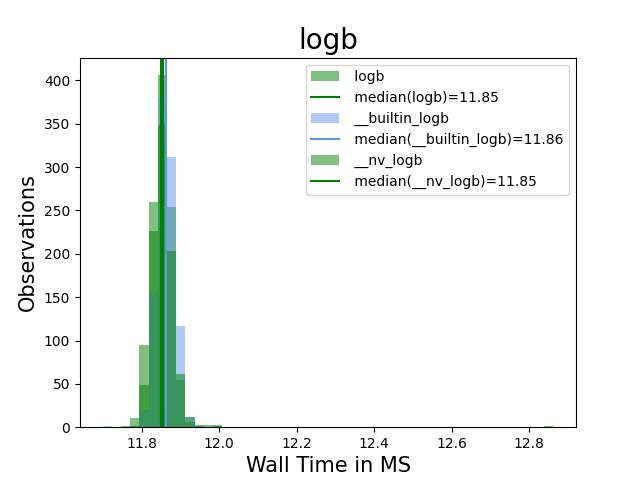 logb
Observations
400
350
300
250
200
150
100
50
0
logb
median(logb)=11.85
__builtin_logb
median(__builtin_logb)=11.86
__nv_logb
median(__nv_logb)=11.85
11.8 12.0 12.2 12.4 12.6 12.8
Wall Time in MS